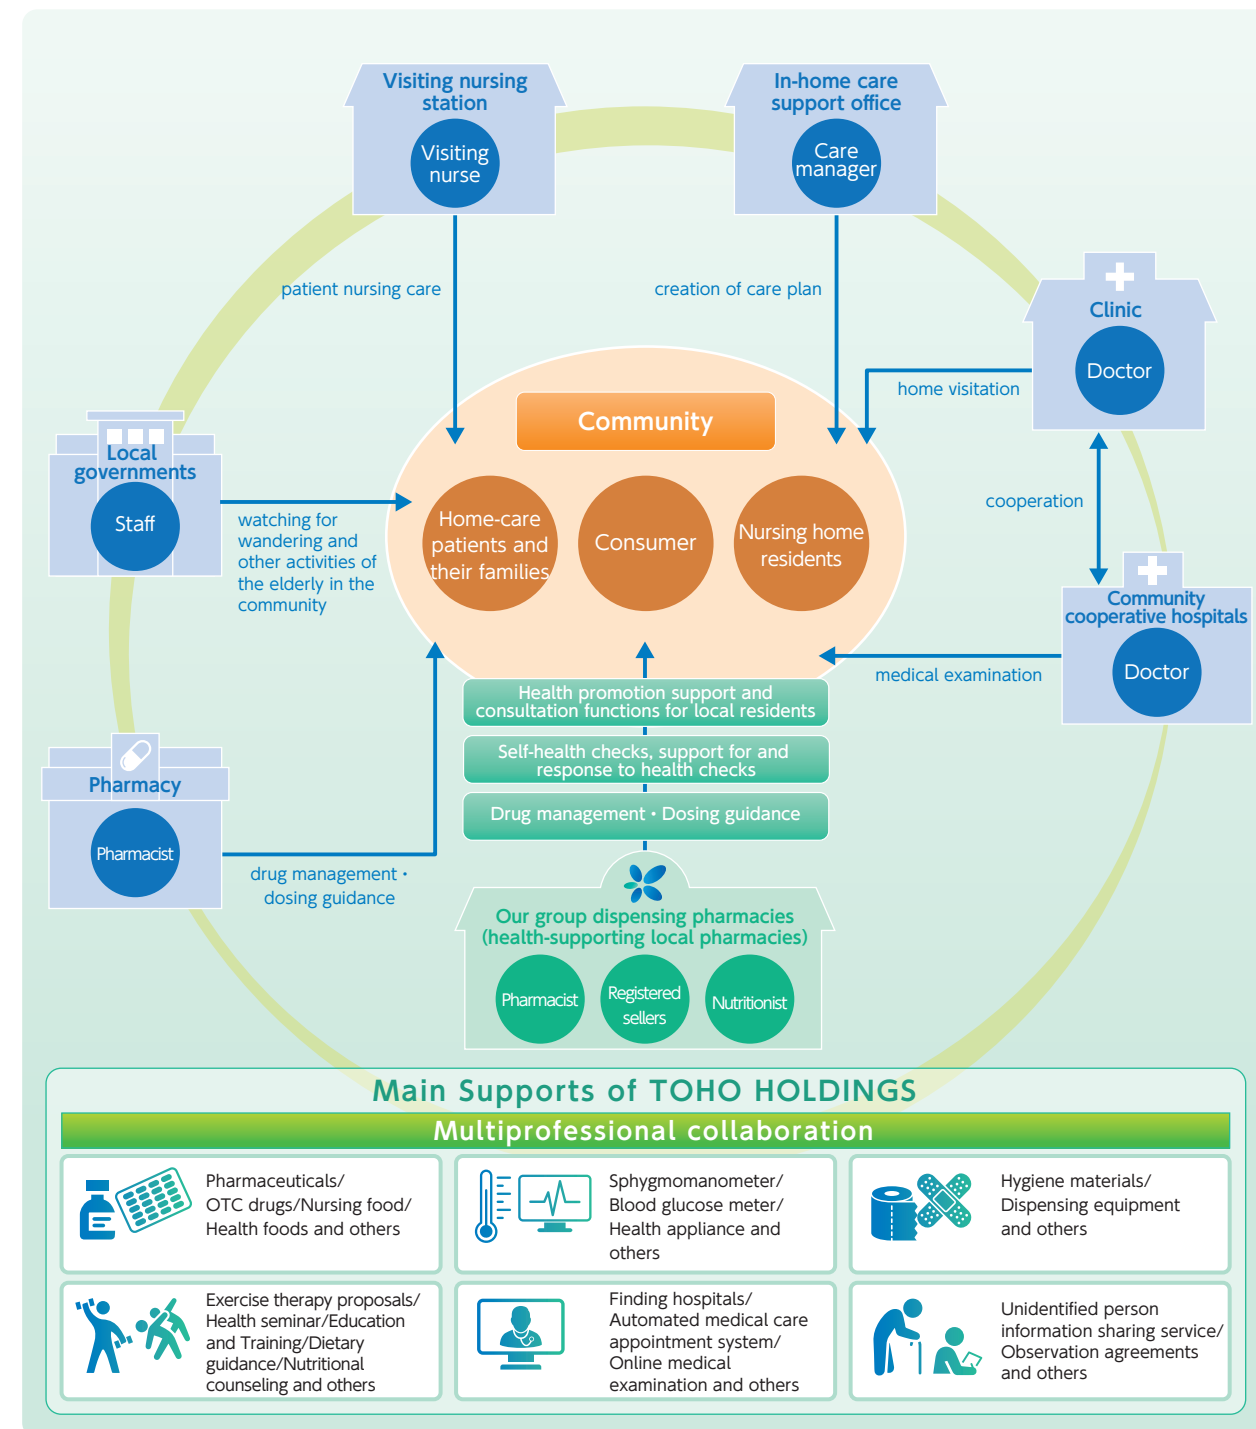 Visiting nursing
station
Visiting
nurse
In-home care
support office
Care
manager
patient nursing care
creation of care plan
Clinic
Doctor
home visitation
Community
Local
governments
Staff
watching for
wandering and
other activities of
the elderly in the
community
Home-care
patients and
their families
Consumer
Nursing home
residents
cooperation
Community
cooperative hospitals
Doctor
medical examination
Health promotion support and
consultation functions for local residents
Self-health checks, support for and
response to health checks
Drug management・Dosing guidance
Pharmacy
Pharmacist
drug management・
dosing guidance
Our group dispensing pharmacies
(health-supporting local pharmacies)
Pharmacist
Registered
sellers
Nutritionist
Main Supports of TOHO HOLDINGS
Multiprofessional collaboration
Pharmaceuticals/
OTC drugs/Nursing food/
Health foods and others
Sphygmomanometer/
Blood glucose meter/
Health appliance and
others
Hygiene materials/
Dispensing equipment
and others
Exercise therapy proposals/
Health seminar/Education
and Training/Dietary
guidance/Nutritional
counseling and others
Finding hospitals/
Automated medical care
appointment system/
Online medical
examination and others
Unidentified person
information sharing service/
Observation agreements
and others